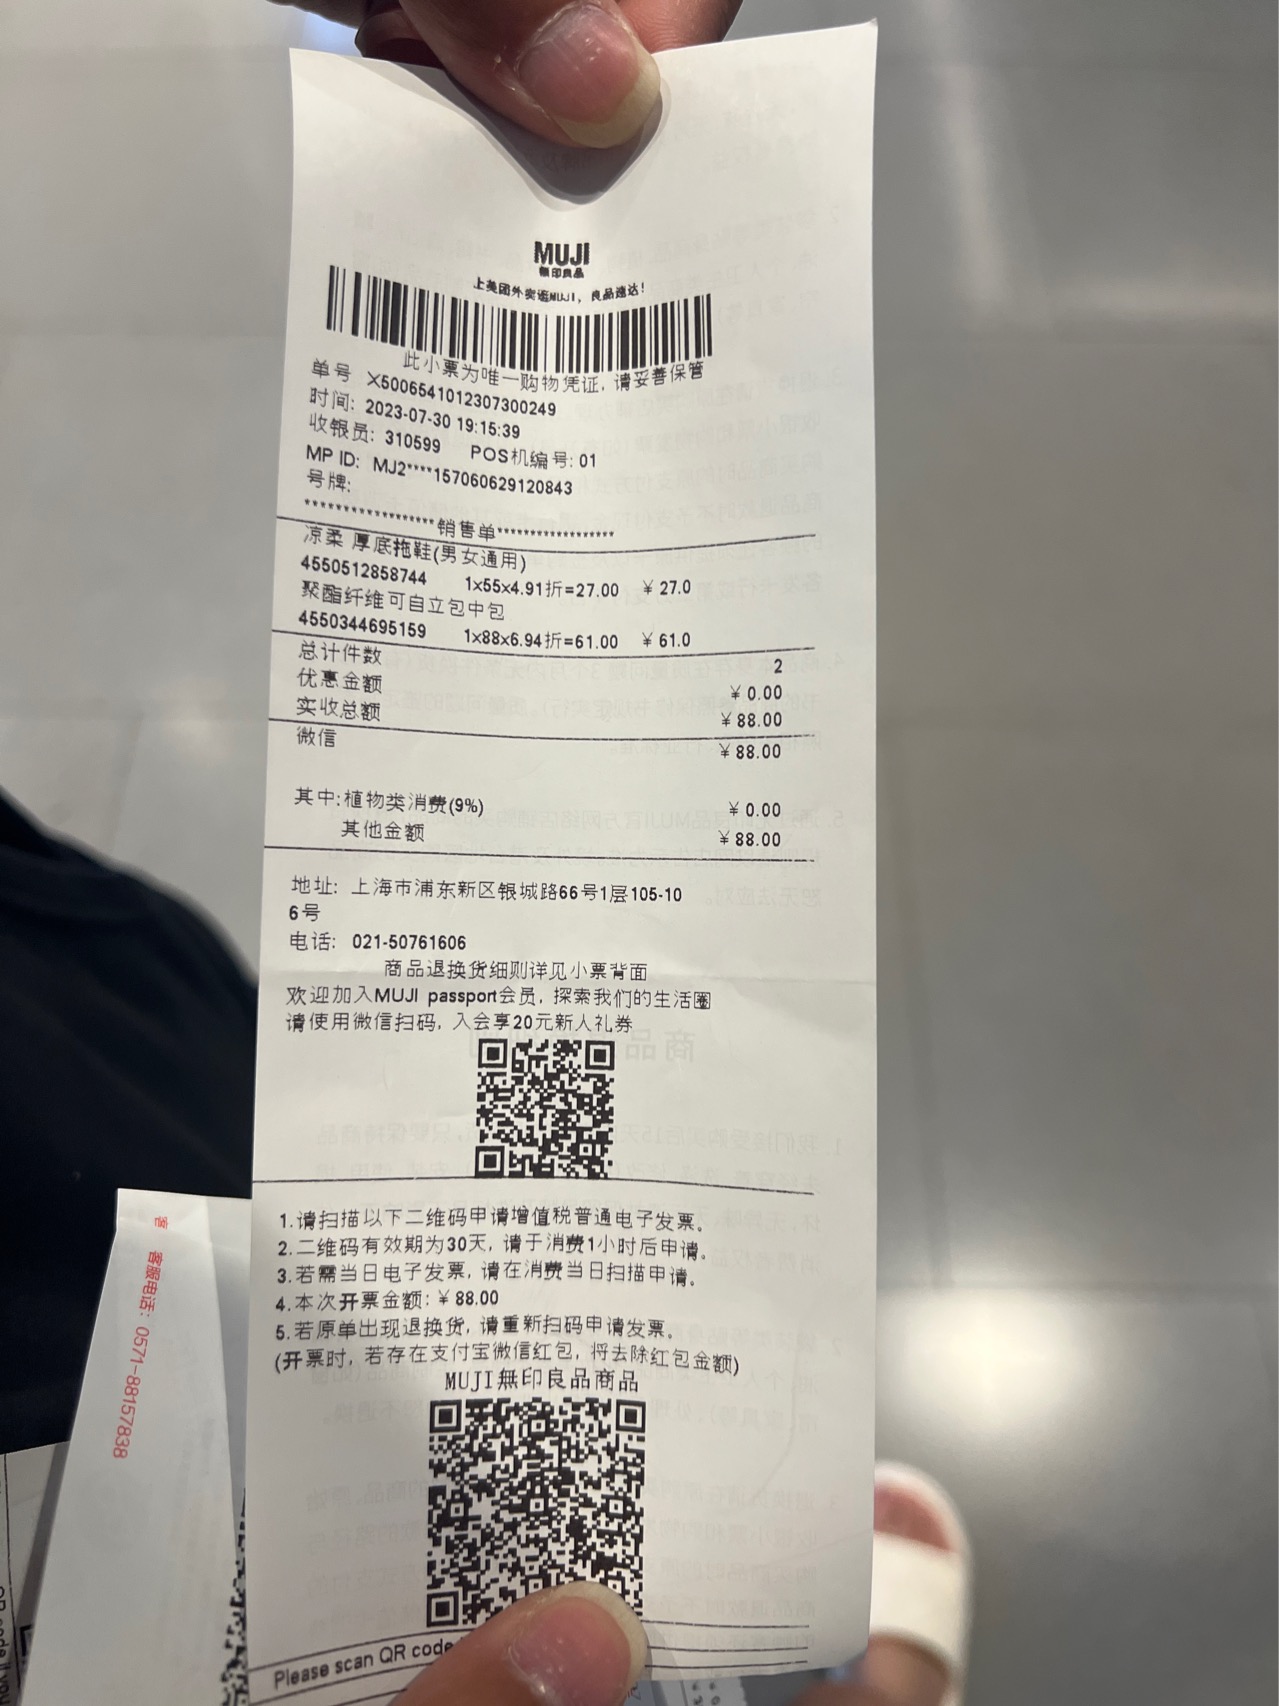 MUJI
無印良品
上美团外卖逛MUJI，良品速达！
此小票为唯一购物凭证，请妥善保管
单号 X5006541012307300249
时间: 2023-07-30 19:15:39
收银员: 310599 POS机编号: 01
MP ID: MJ2****157060629120843
号牌:
******************销售单******************
凉柔 厚底拖鞋(男女通用)
4550512858744 1x55x4.91折=27.00 ￥27.0
聚酯纤维可自立包中包
4550344695159 1x88x6.94折=61.00 ￥61.0
总计件数 2
优惠金额 ￥0.00
实收总额 ￥88.00
微信 ￥88.00
其中:植物类消费(9%) ￥0.00
其他金额 ￥88.00
地址: 上海市浦东新区银城路66号1层105-10
6号
电话: 021-50761606
商品退换货细则详见小票背面
欢迎加入MUJI passport会员，探索我们的生活圈
请使用微信扫码，入会享20元新人礼券
1.请扫描以下二维码申请增值税普通电子发票。
2.二维码有效期为30天，请于消费1小时后申请。
3.若需当日电子发票，请在消费当日扫描申请。
4.本次开票金额:￥88.00
5.若原单出现退换货，请重新扫码申请发票。
(开票时，若存在支付宝微信红包，将去除红包金额)
MUJI無印良品商品
Please scan QR code
客服电话: 0571-88157838